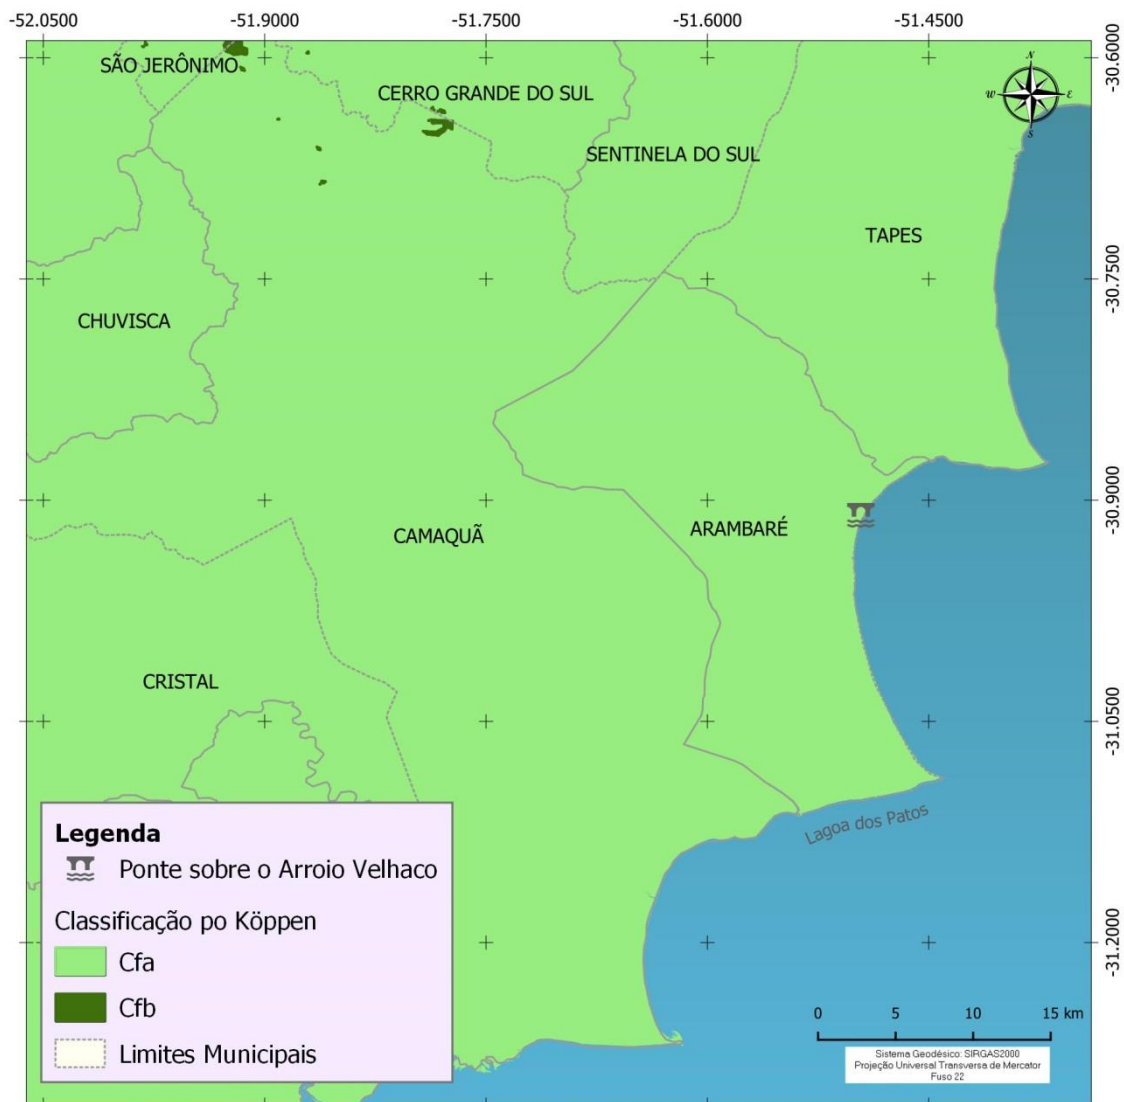 -52.0500 -51.9000 -51.7500 -51.6000 -51.4500
-30.6000
N
W E
S
SÃO JERÔNIMO
CERRO GRANDE DO SUL
SENTINELA DO SUL
TAPES
-30.7500
CHUVISCA
-30.9000
CAMAQUÃ
ARAMBARÉ
CRISTAL
-31.0500
Lagoa dos Patos
Legenda
Ponte sobre o Arroio Velhaco
Classificação po Köppen
Cfa
Cfb
Limites Municipais
-31.2000
0 5 10 15 km
Sistema Geodésico: SIRGAS2000
Projeção Universal Transversa de Mercator
Fuso 22